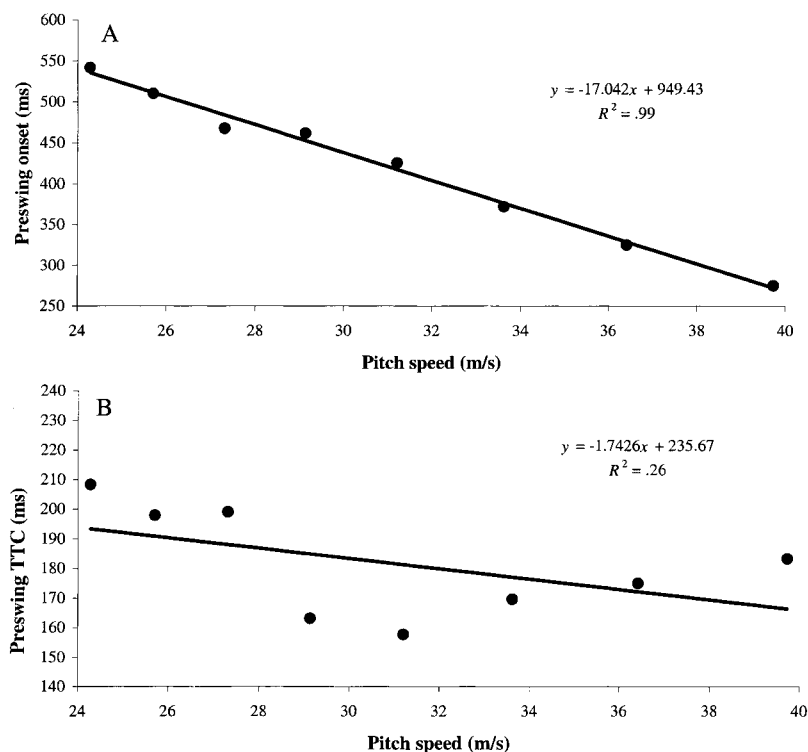 A
600
550
500
450
400
350
300
250
Preswing onset (ms)
y = -17.042x + 949.43
R² = .99
24 26 28 30 32 34 36 38 40
Pitch speed (m/s)
B
240
230
220
210
200
190
180
170
160
150
140
Preswing TTC (ms)
y = -1.7426x + 235.67
R² = .26
24 26 28 30 32 34 36 38 40
Pitch speed (m/s)